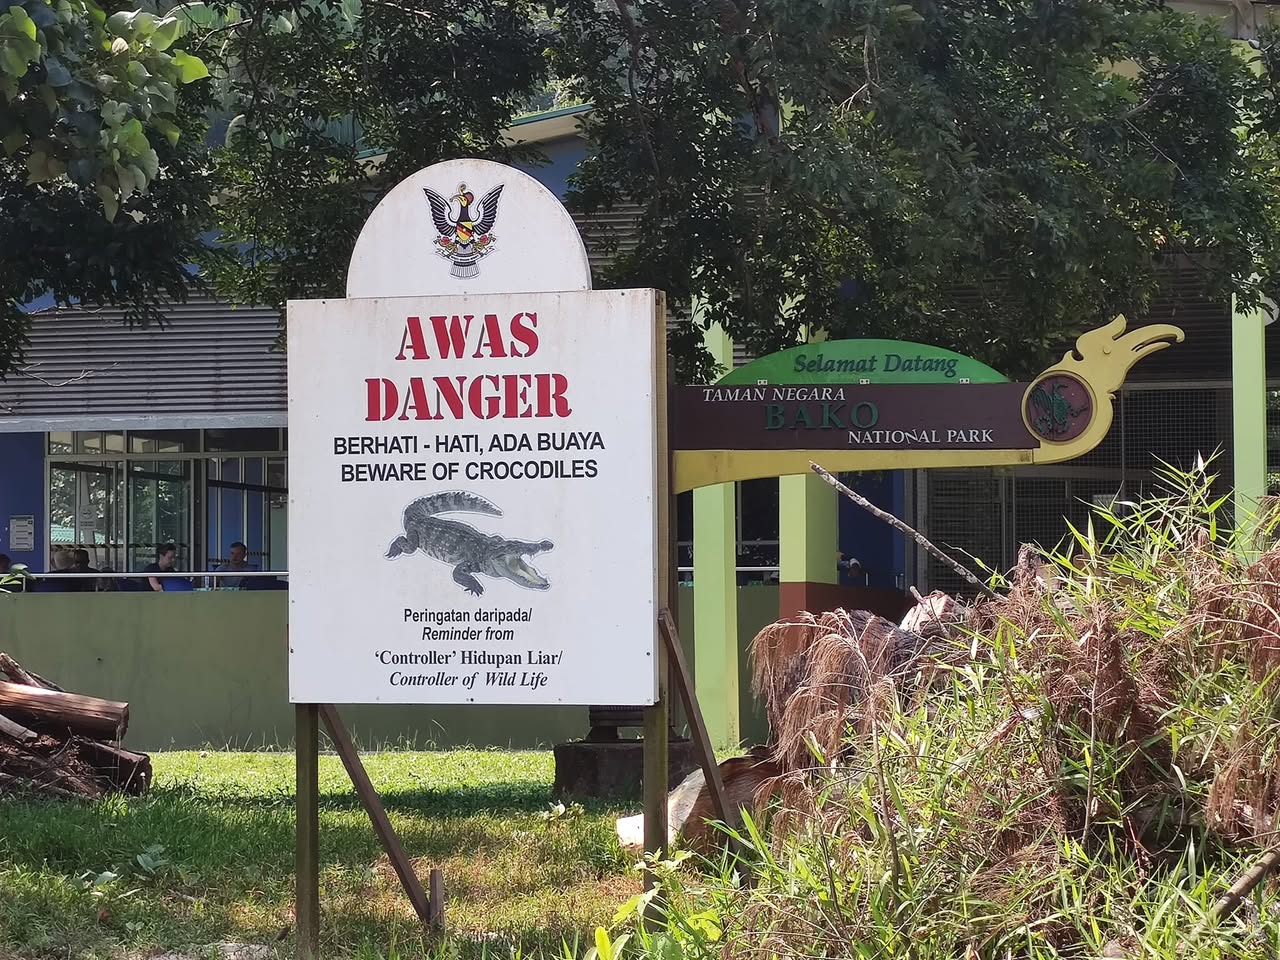 AWAS
DANGER
BERHATI - HATI, ADA BUAYA
BEWARE OF CROCODILES
Peringatan daripada/
Reminder from
'Controller' Hidupan Liar/
Controller of Wild Life
Selamat Datang
TAMAN NEGARA
BAKO
NATIONAL PARK